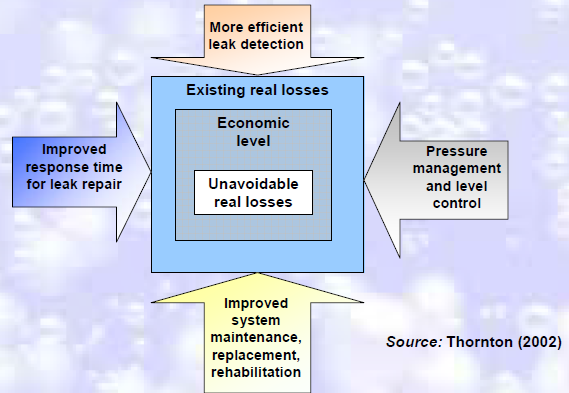 More efficient
leak detection
Existing real losses
Economic
level
Unavoidable
real losses
Improved
response time
for leak repair
Pressure
management
and level
control
Improved
system
maintenance,
replacement,
rehabilitation
Source: Thornton (2002)